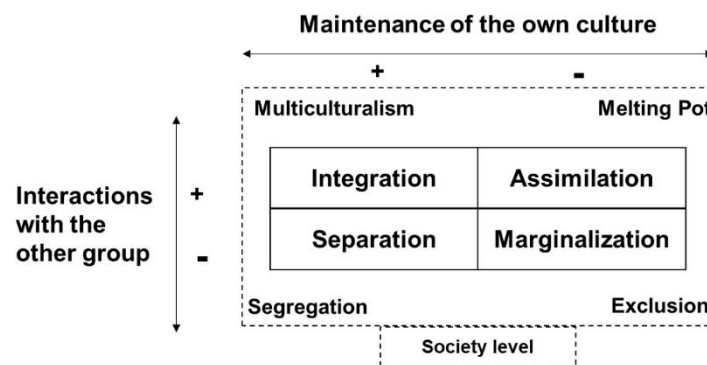 Maintenance of the own culture
+ -
Multiculturalism Melting Pot
Integration Assimilation
Interactions
with the
other group
+
-
Separation Marginalization
Segregation Exclusion
Society level